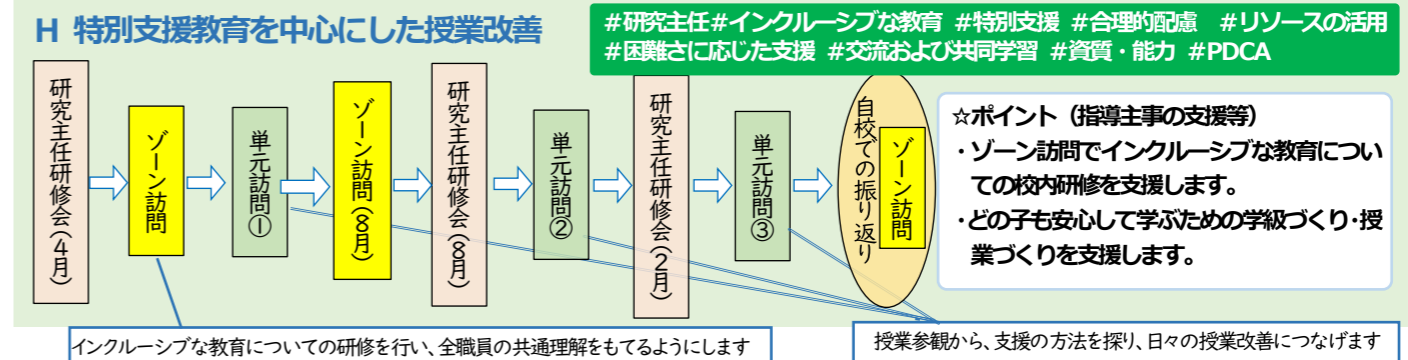 H 特別支援教育を中心にした授業改善
#研究主任#インクルーシブな教育 #特別支援 #合理的配慮 #リソースの活用
#困難さに応じた支援 #交流および共同学習 #資質・能力 #PDCA
研究主任研修会(4月)
ゾーン訪問
単元訪問①
ゾーン訪問(8月)
研究主任研修会(8月)
単元訪問②
研究主任研修会(2月)
単元訪問③
自校での振り返り
ゾーン訪問
☆ポイント(指導主事の支援等)
・ゾーン訪問でインクルーシブな教育につい
ての校内研修を支援します。
・どの子も安心して学ぶための学級づくり・授
業づくりを支援します。
インクルーシブな教育についての研修を行い、全職員の共通理解をもてるようにします
授業参観から、支援の方法を探り、日々の授業改善につなげます